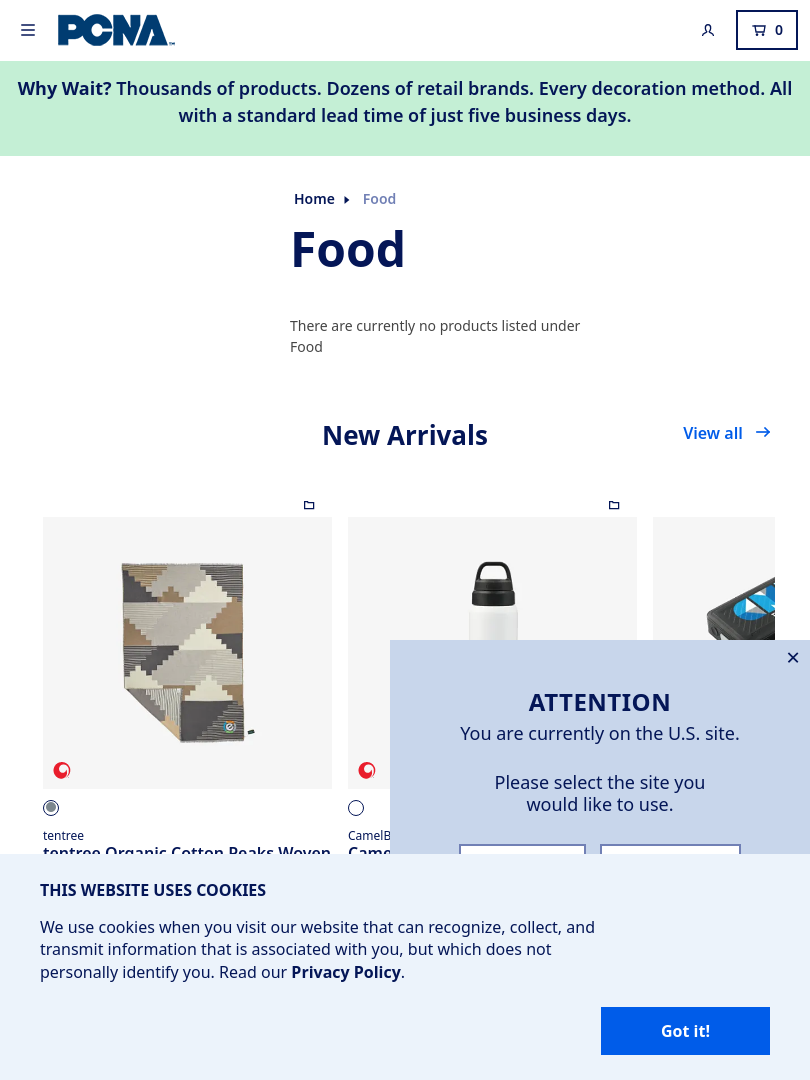 PCNA
0
Why Wait? Thousands of products. Dozens of retail brands. Every decoration method. All
with a standard lead time of just five business days.
Home Food
Food
There are currently no products listed under
Food
New Arrivals
View all
ATTENTION
You are currently on the U.S. site.
Please select the site you
would like to use.
tentree
tentree Organic Cotton Peaks Woven
THIS WEBSITE USES COOKIES
We use cookies when you visit our website that can recognize, collect, and
transmit information that is associated with you, but which does not
personally identify you. Read our Privacy Policy.
Got it!